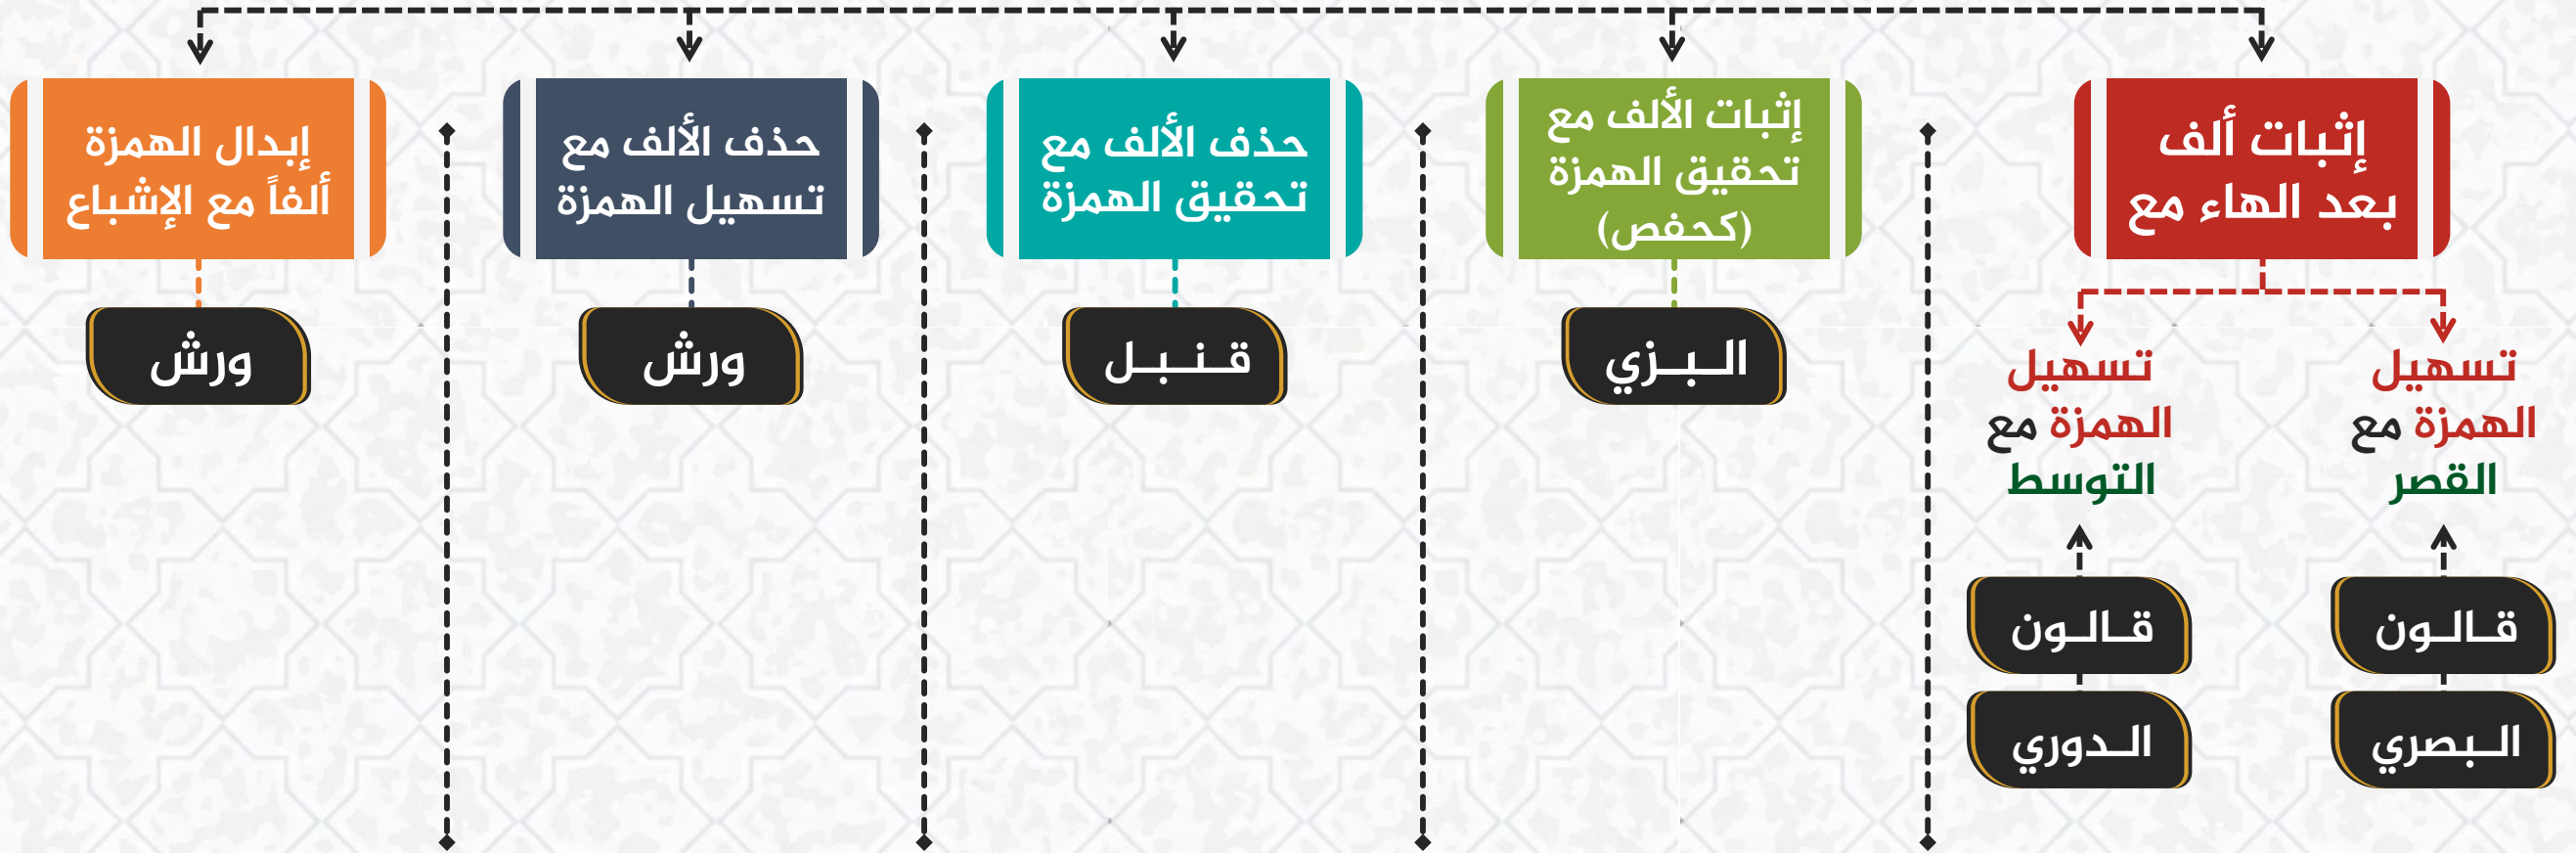 إثبات ألف
بعد الهاء مع
إثبات الألف مع
تحقيق الهمزة
(كحفص)
حذف الألف مع
تحقيق الهمزة
حذف الألف مع
تسهيل الهمزة
إبدال الهمزة
ألفاً مع الإشباع
تسهيل
الهمزة مع
القصر
تسهيل
الهمزة مع
التوسط
البزي
قنبل
ورش
ورش
قالون
البصري
قالون
الدوري